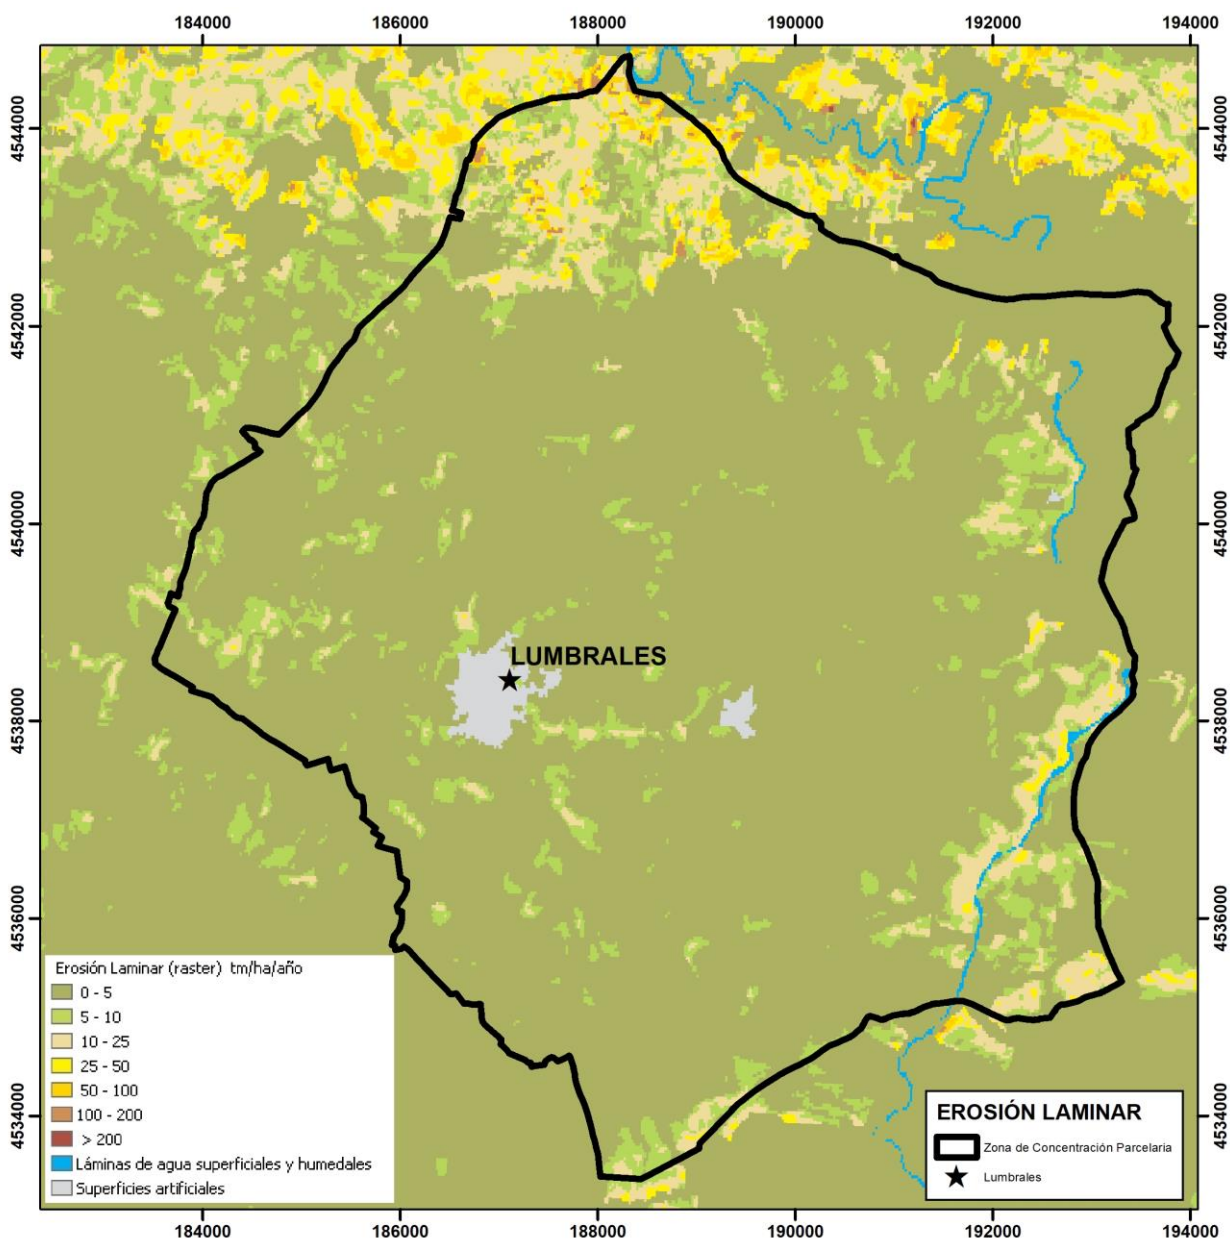 184000 186000 188000 190000 192000 194000
4544000 4544000
4542000 4542000
4540000 4540000
LUMBRALES
4538000 4538000
4536000 4536000
4534000 4534000
Erosión Laminar (raster) tm/ha/año
0 - 5
5 - 10
10 - 25
25 - 50
50 - 100
100 - 200
> 200
Láminas de agua superficiales y humedales
Superficies artificiales
EROSIÓN LAMINAR
Zona de Concentración Parcelaria
Lumbrales
184000 186000 188000 190000 192000 194000